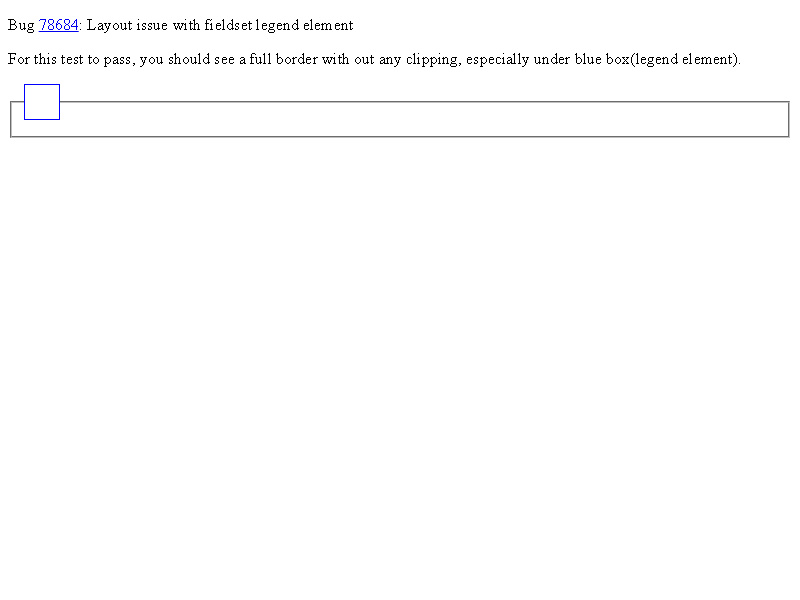 Bug 78684: Layout issue with fieldset legend element
For this test to pass, you should see a full border with out any clipping, especially under blue box(legend element).